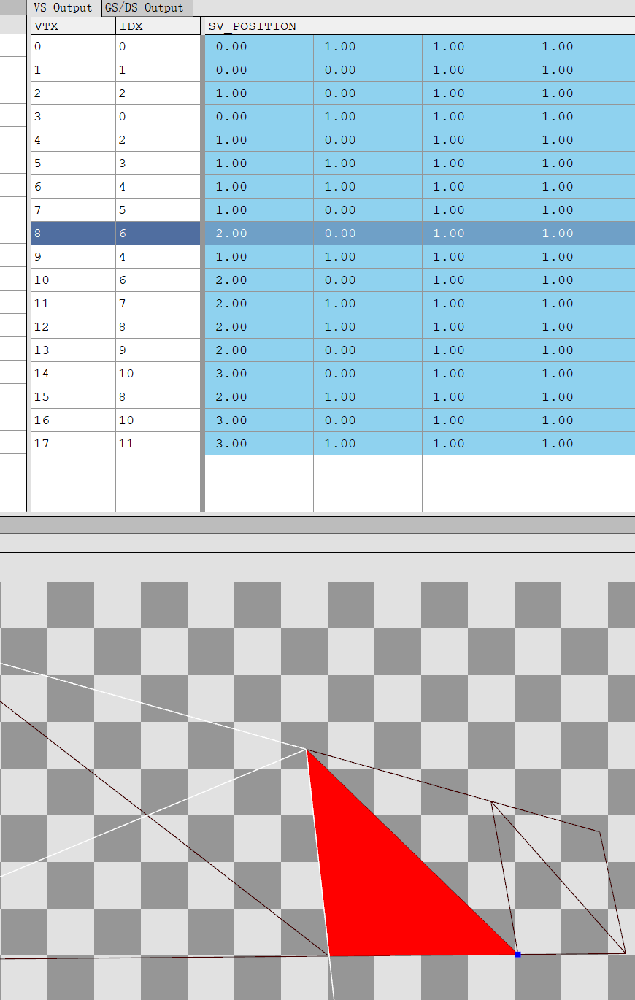 VS Output GS/DS Output
VTX IDX SV_POSITION
0 0 0.00 1.00 1.00 1.00
1 1 0.00 0.00 1.00 1.00
2 2 1.00 0.00 1.00 1.00
3 0 0.00 1.00 1.00 1.00
4 2 1.00 0.00 1.00 1.00
5 3 1.00 1.00 1.00 1.00
6 4 1.00 1.00 1.00 1.00
7 5 1.00 0.00 1.00 1.00
8 6 2.00 0.00 1.00 1.00
9 4 1.00 1.00 1.00 1.00
10 6 2.00 0.00 1.00 1.00
11 7 2.00 1.00 1.00 1.00
12 8 2.00 1.00 1.00 1.00
13 9 2.00 0.00 1.00 1.00
14 10 3.00 0.00 1.00 1.00
15 8 2.00 1.00 1.00 1.00
16 10 3.00 0.00 1.00 1.00
17 11 3.00 1.00 1.00 1.00